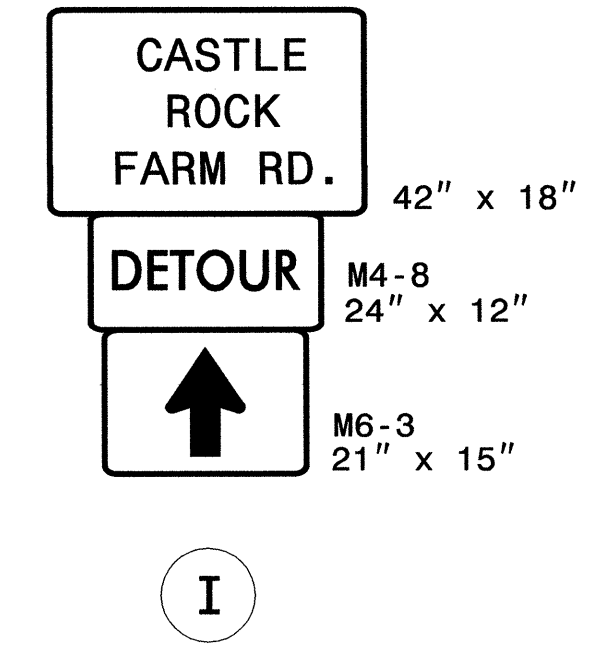 CASTLE
ROCK
FARM RD.
42" x 18"
DETOUR
M4-8
24" x 12"
M6-3
21" x 15"
I